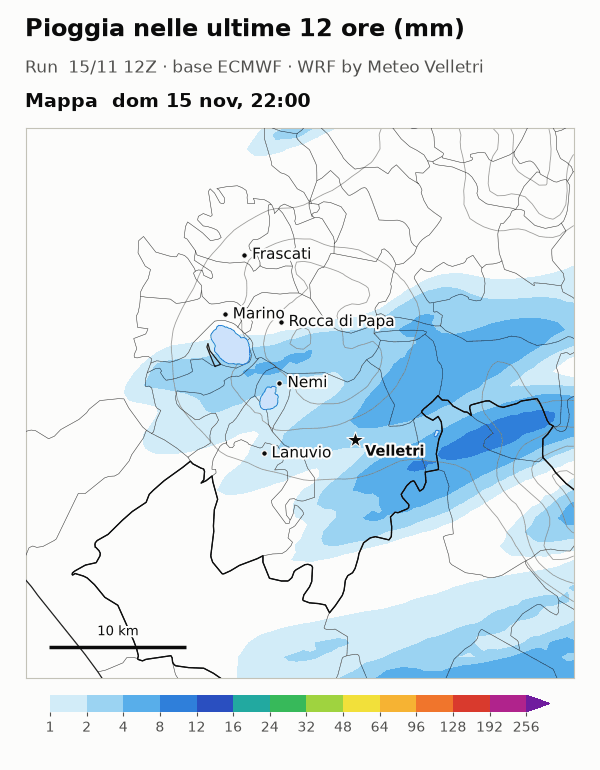 Pioggia nelle ultime 12 ore (mm)
Run 15/11 12Z · base ECMWF · WRF by Meteo Velletri
Mappa dom 15 nov, 22:00
Frascati
Marino
Rocca di Papa
Nemi
Velletri
Lanuvio
10 km
1 2 4 8 12 16 24 32 48 64 96 128 192 256